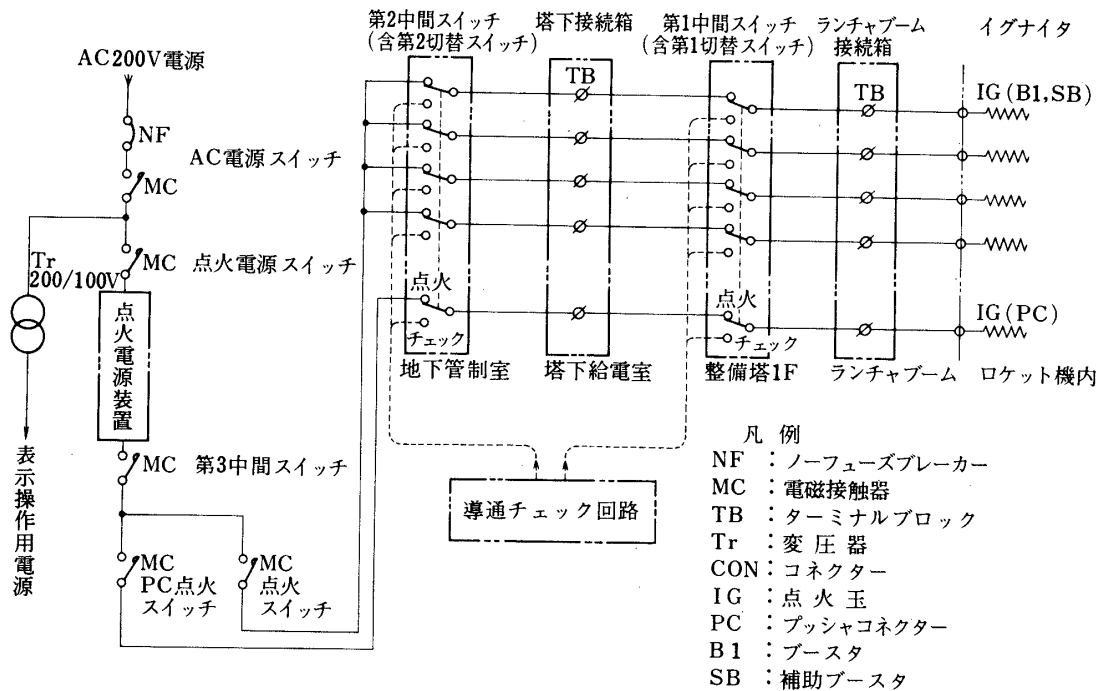 第2中間スイッチ
(含第2切替スイッチ)
塔下接続箱
第1中間スイッチ
(含第1切替スイッチ)
ランチャブーム
接続箱
イグナイタ
AC200V電源
NF
AC電源スイッチ
MC
Tr
200/100V
MC 点火電源スイッチ
点火電源装置
MC 第3中間スイッチ
表示操作用電源
MC
PC点火
スイッチ
MC
点火
スイッチ
TB
TB
IG(B1,SB)
点火
チェック
点火
チェック
IG(PC)
地下管制室
塔下給電室
整備塔1F
ランチャブーム
ロケット機内
導通チェック回路
凡 例
NF : ノーフューズブレーカー
MC : 電磁接触器
TB : ターミナルブロック
Tr : 変 圧 器
CON : コネクター
IG : 点 火 玉
PC : プッシャコネクター
B1 : ブースタ
SB : 補助ブースタ